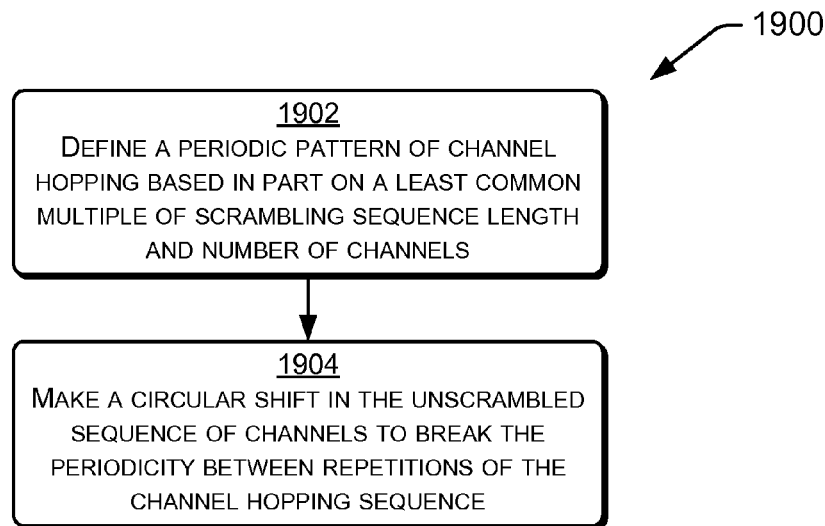 1900
1902
DEFINE A PERIODIC PATTERN OF CHANNEL
HOPPING BASED IN PART ON A LEAST COMMON
MULTIPLE OF SCRAMBLING SEQUENCE LENGTH
AND NUMBER OF CHANNELS
1904
MAKE A CIRCULAR SHIFT IN THE UNSCRAMBLED
SEQUENCE OF CHANNELS TO BREAK THE
PERIODICITY BETWEEN REPETITIONS OF THE
CHANNEL HOPPING SEQUENCE